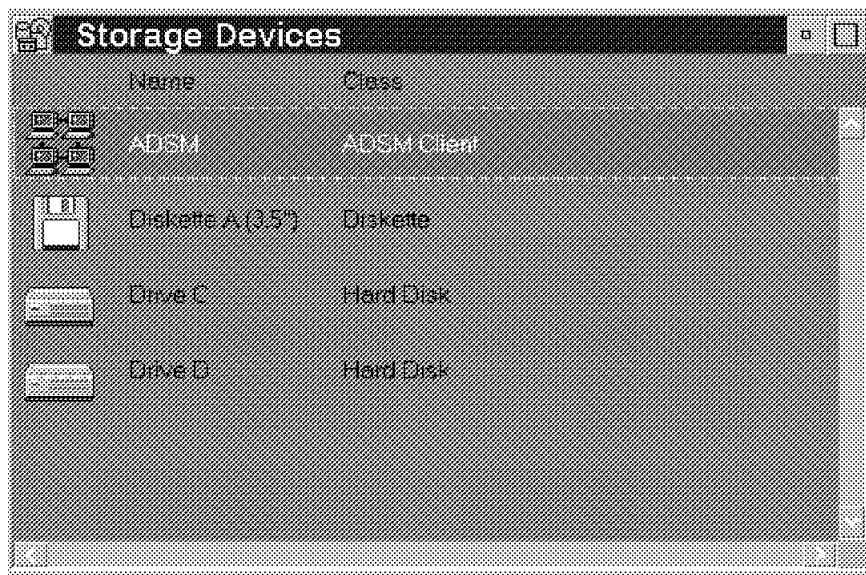 Storage Devices
Name Class
ADSM ADSM Client
Diskette A (3.5") Diskette
Drive C Hard Disk
Drive D Hard Disk